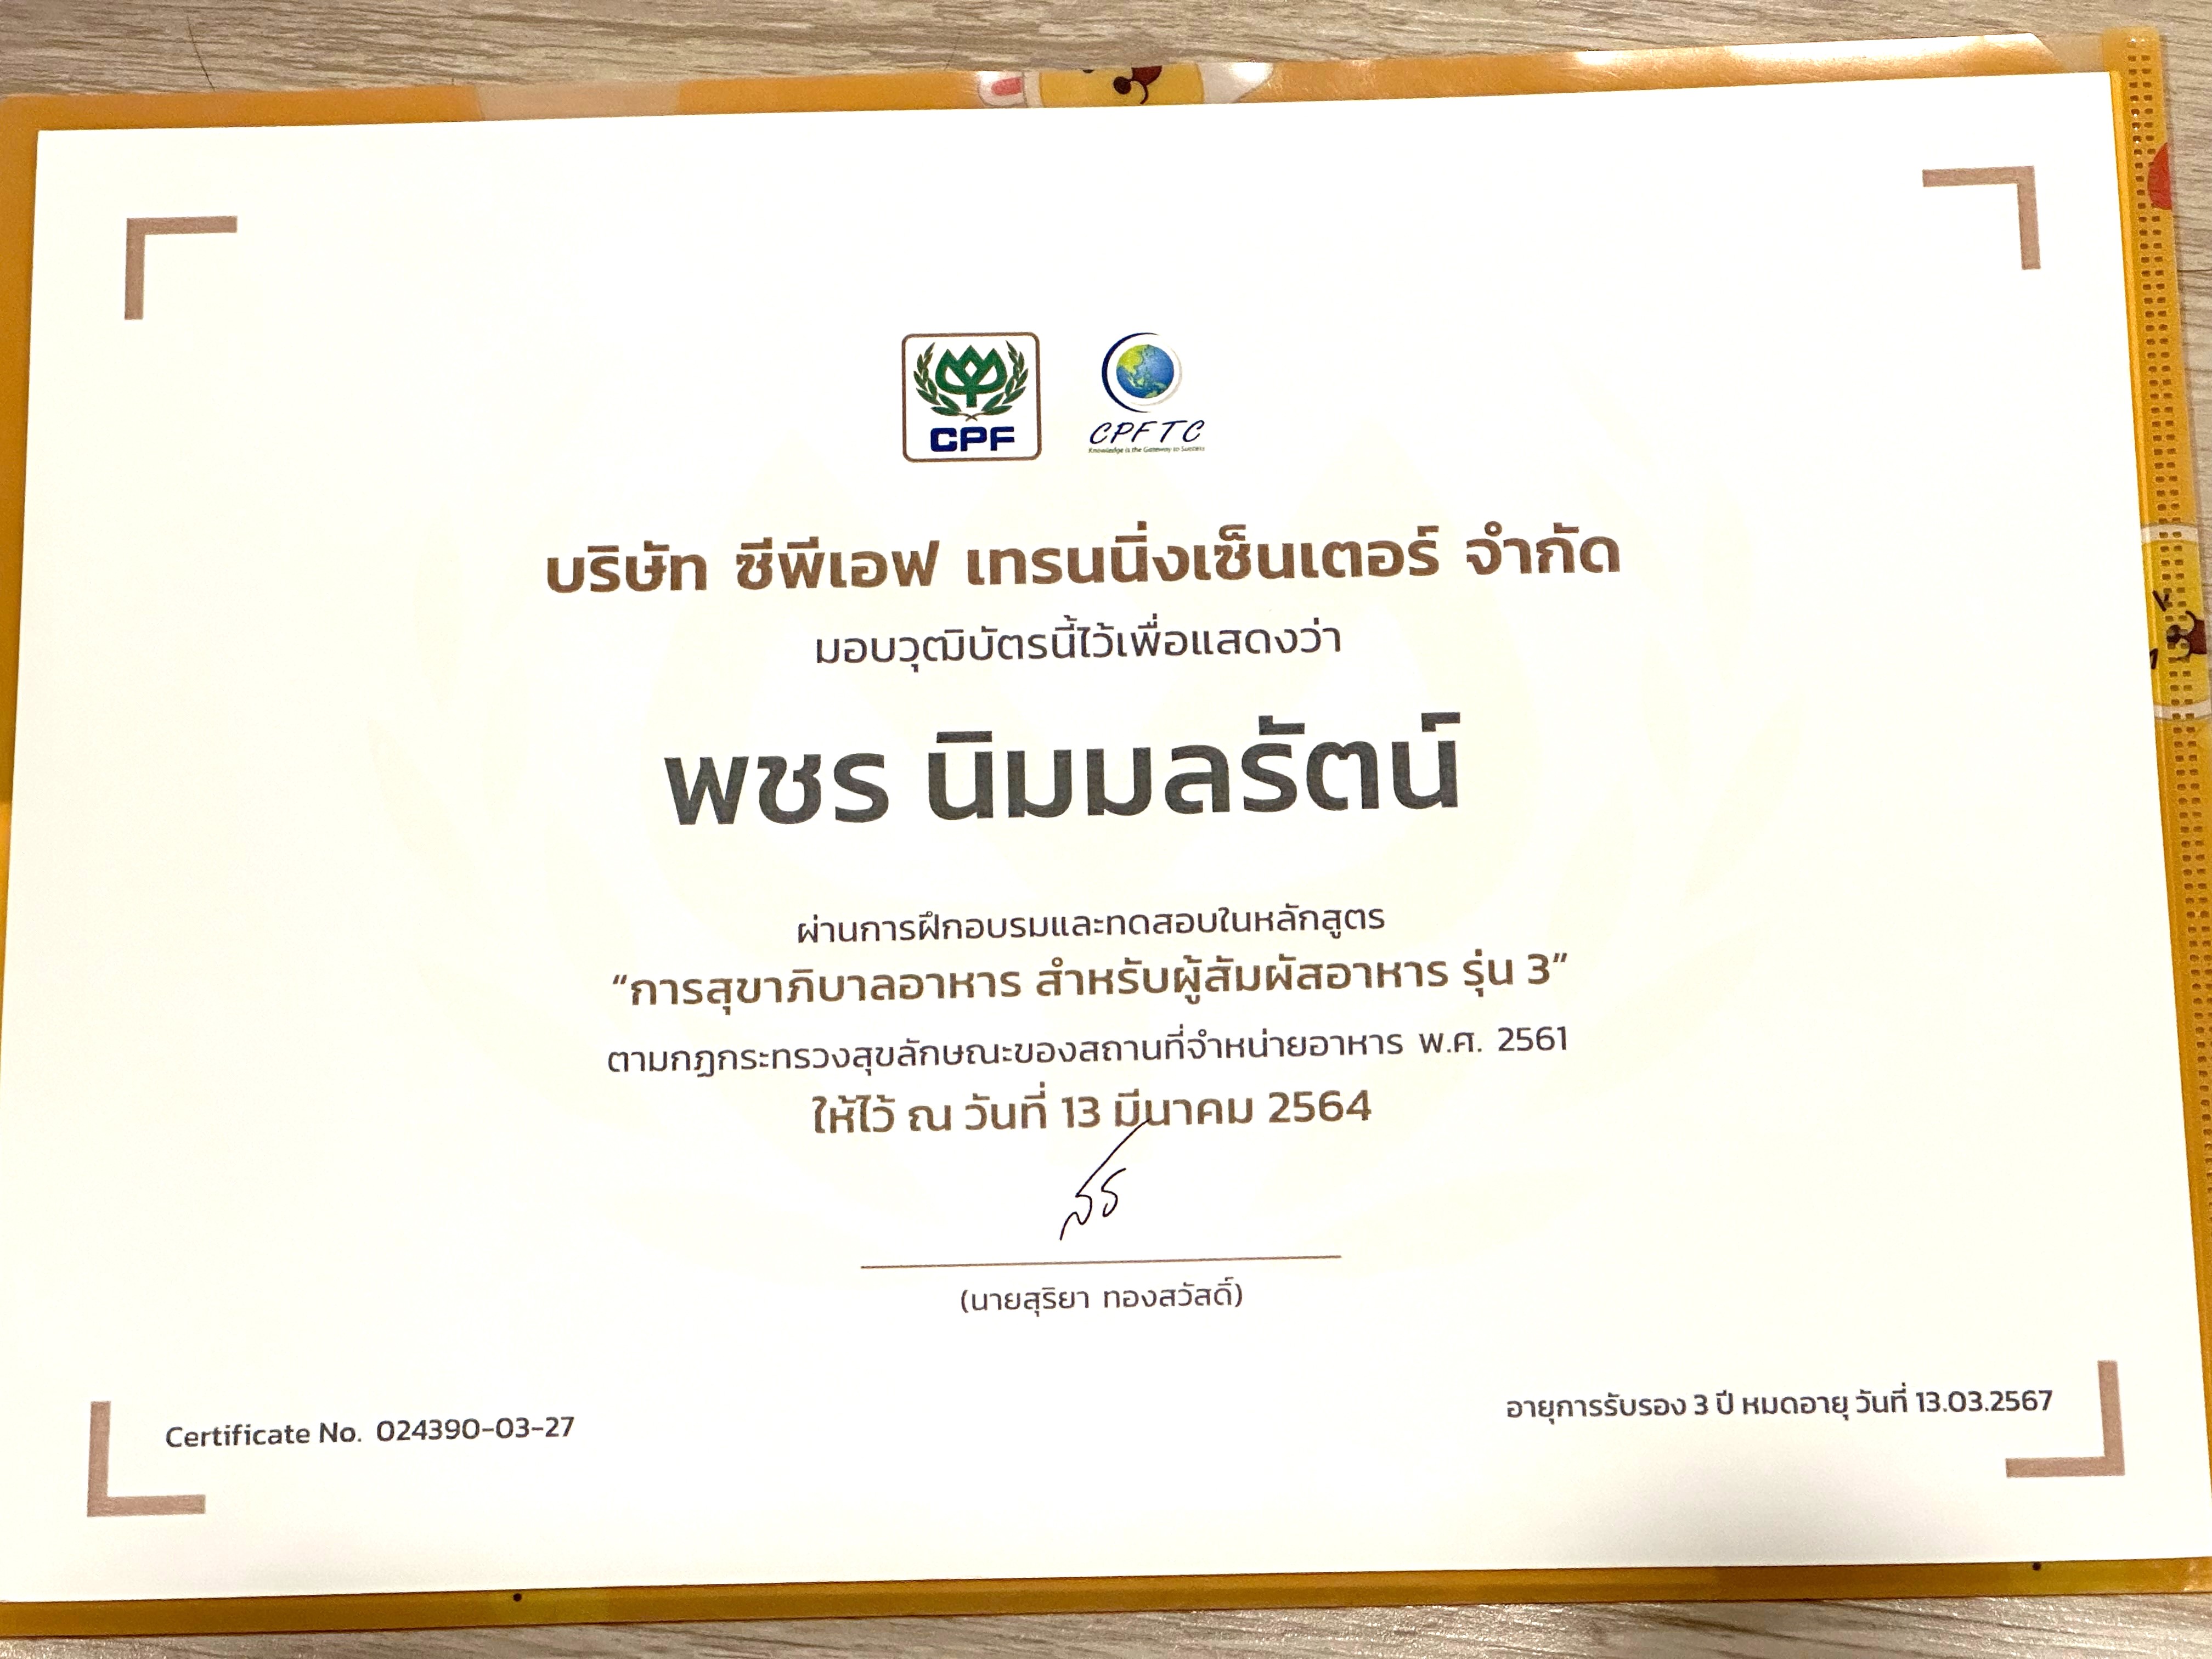 CPF
CPFTC
Knowledge is the Gateway to Success
บริษัท ซีพีเอฟ เทรนนิ่งเซ็นเตอร์ จำกัด
มอบวุฒิบัตรนี้ไว้เพื่อแสดงว่า
พชร นิมมลรัตน์
ผ่านการฝึกอบรมและทดสอบในหลักสูตร
“การสุขาภิบาลอาหาร สำหรับผู้สัมผัสอาหาร รุ่น 3”
ตามกฎกระทรวงสุขลักษณะของสถานที่จำหน่ายอาหาร พ.ศ. 2561
ให้ไว้ ณ วันที่ 13 มีนาคม 2564
(นายสุริยา ทองสวัสดิ์)
Certificate No. 024390-03-27
อายุการรับรอง 3 ปี หมดอายุ วันที่ 13.03.2567